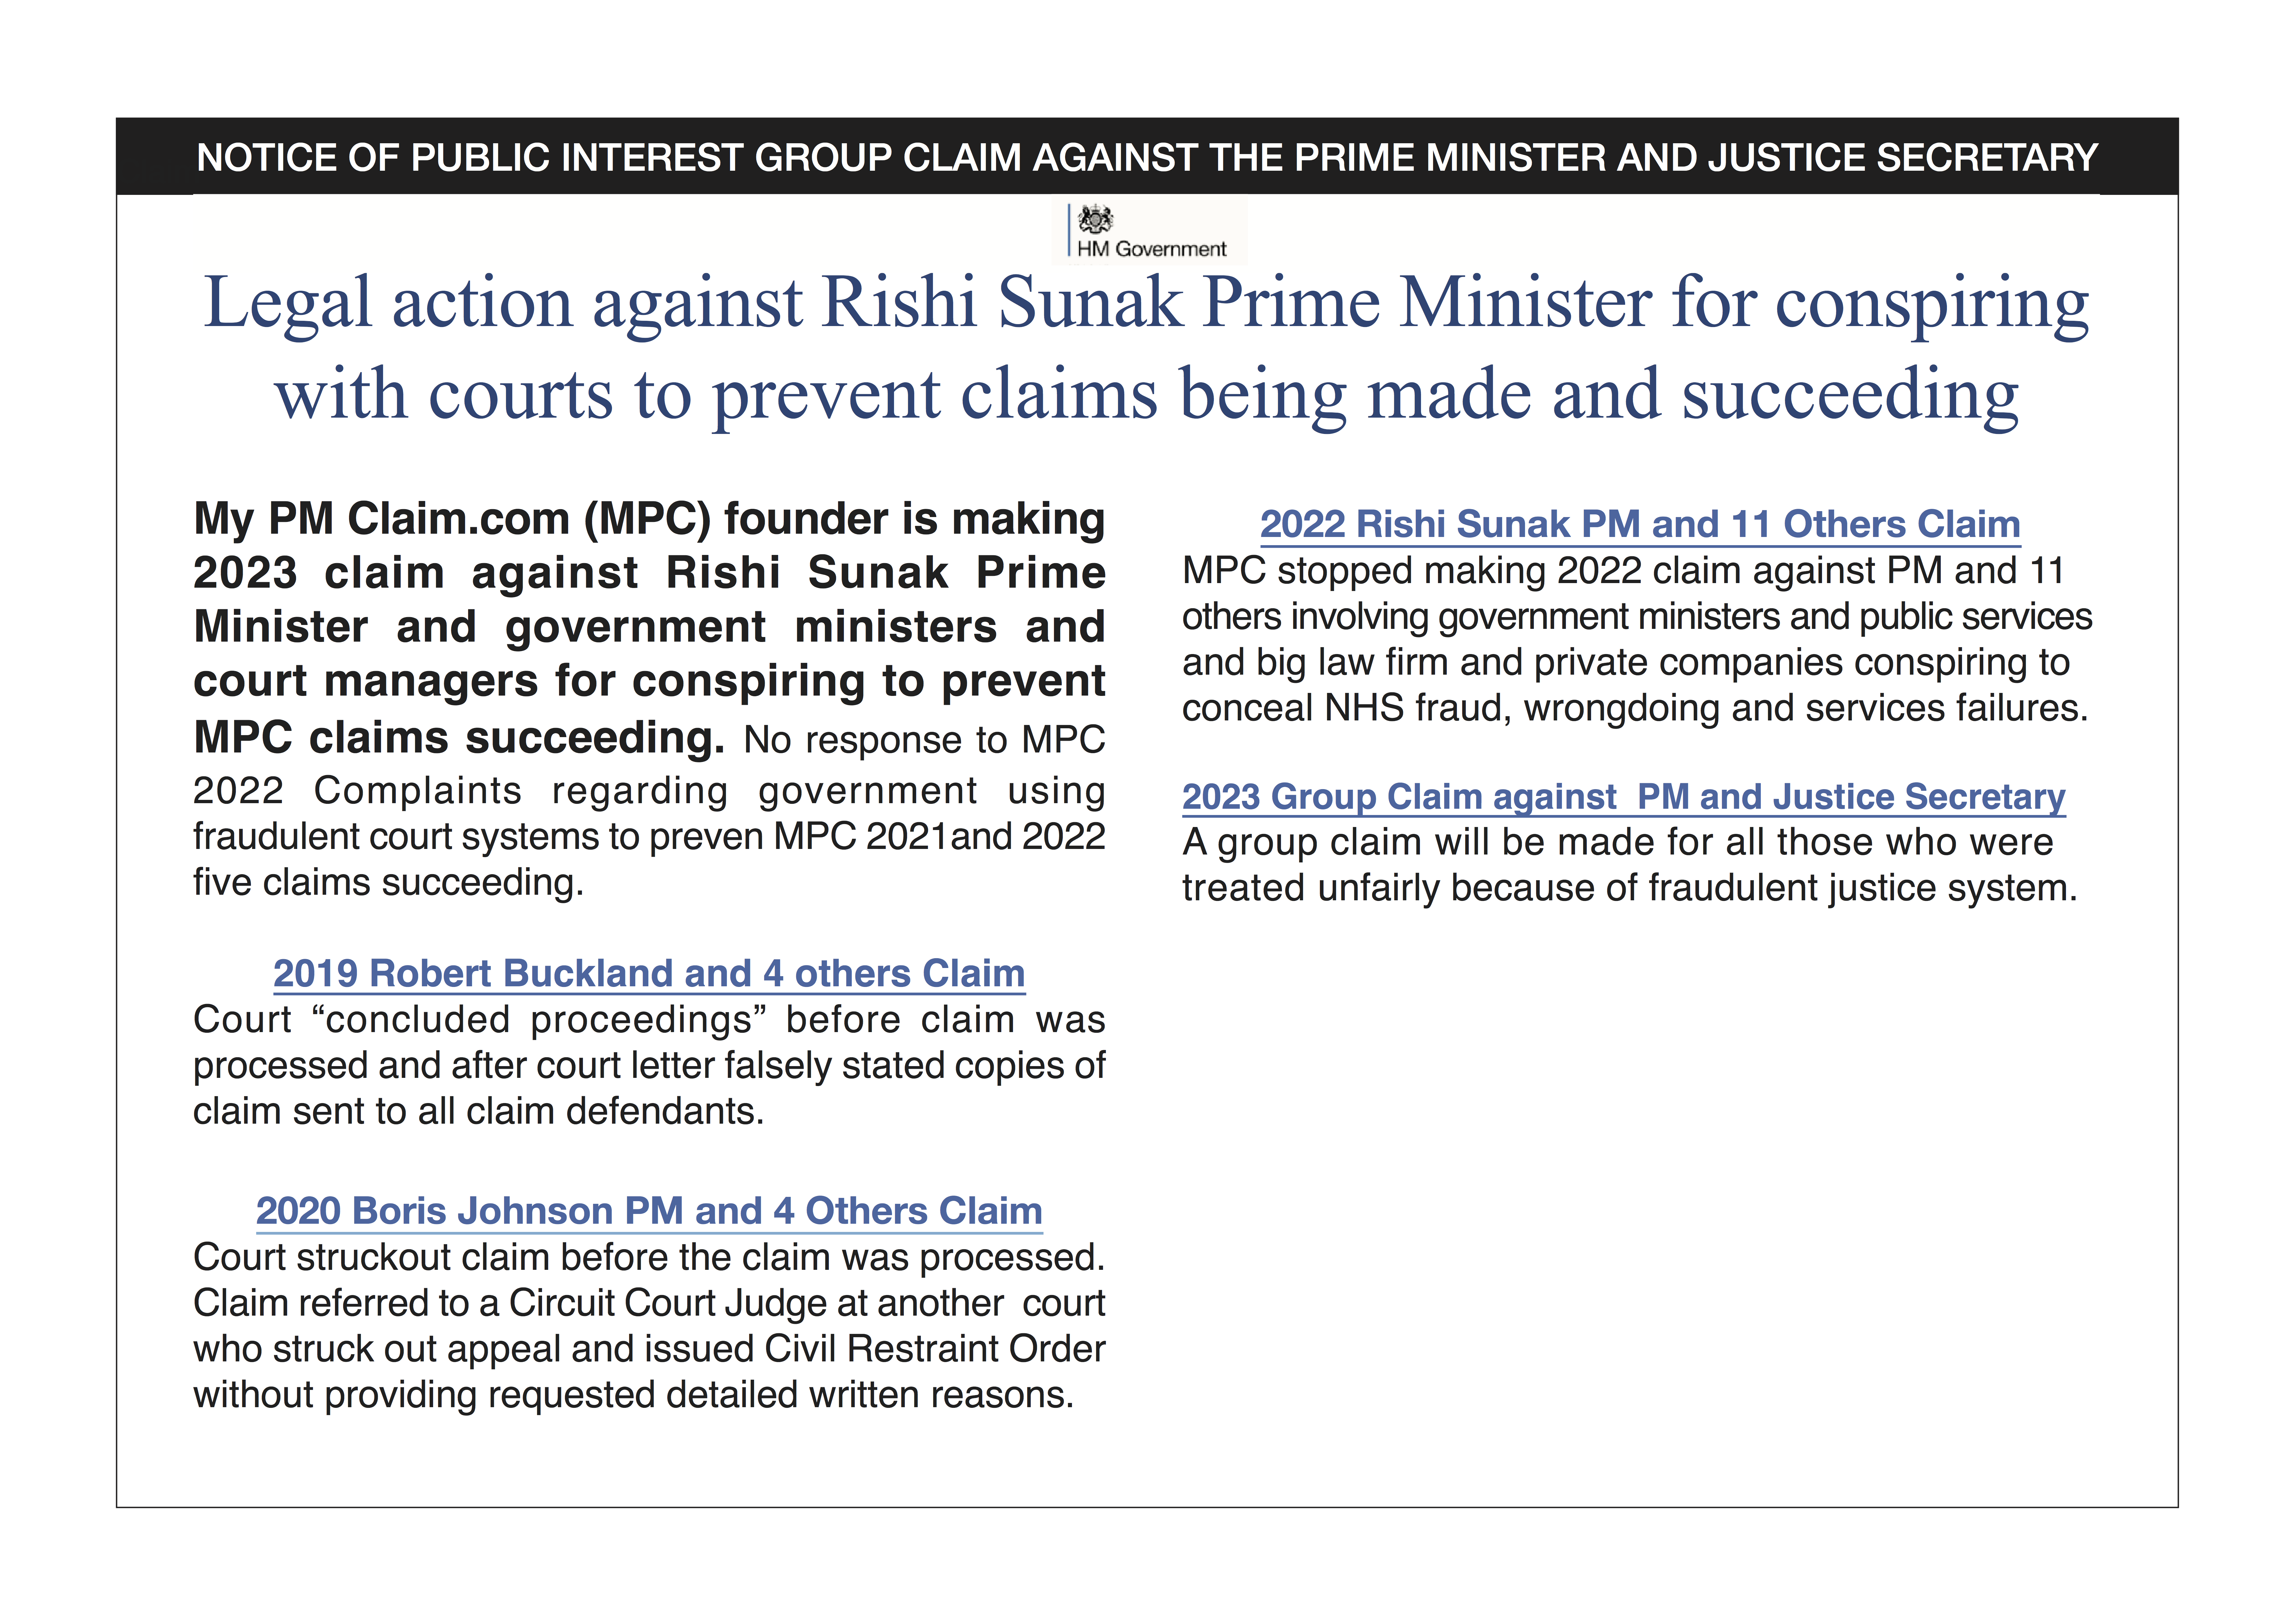 NOTICE OF PUBLIC INTEREST GROUP CLAIM AGAINST THE PRIME MINISTER AND JUSTICE SECRETARY
HM Government
Legal action against Rishi Sunak Prime Minister for conspiring
with courts to prevent claims being made and succeeding
My PM Claim.com (MPC) founder is making
2023 claim against Rishi Sunak Prime
Minister and government ministers and
court managers for conspiring to prevent
MPC claims succeeding. No response to MPC
2022 Complaints regarding government using
fraudulent court systems to preven MPC 2021and 2022
five claims succeeding.
2019 Robert Buckland and 4 others Claim
Court “concluded proceedings” before claim was
processed and after court letter falsely stated copies of
claim sent to all claim defendants.
2020 Boris Johnson PM and 4 Others Claim
Court struckout claim before the claim was processed.
Claim referred to a Circuit Court Judge at another court
who struck out appeal and issued Civil Restraint Order
without providing requested detailed written reasons.
2022 Rishi Sunak PM and 11 Others Claim
MPC stopped making 2022 claim against PM and 11
others involving government ministers and public services
and big law firm and private companies conspiring to
conceal NHS fraud, wrongdoing and services failures.
2023 Group Claim against PM and Justice Secretary
A group claim will be made for all those who were
treated unfairly because of fraudulent justice system.